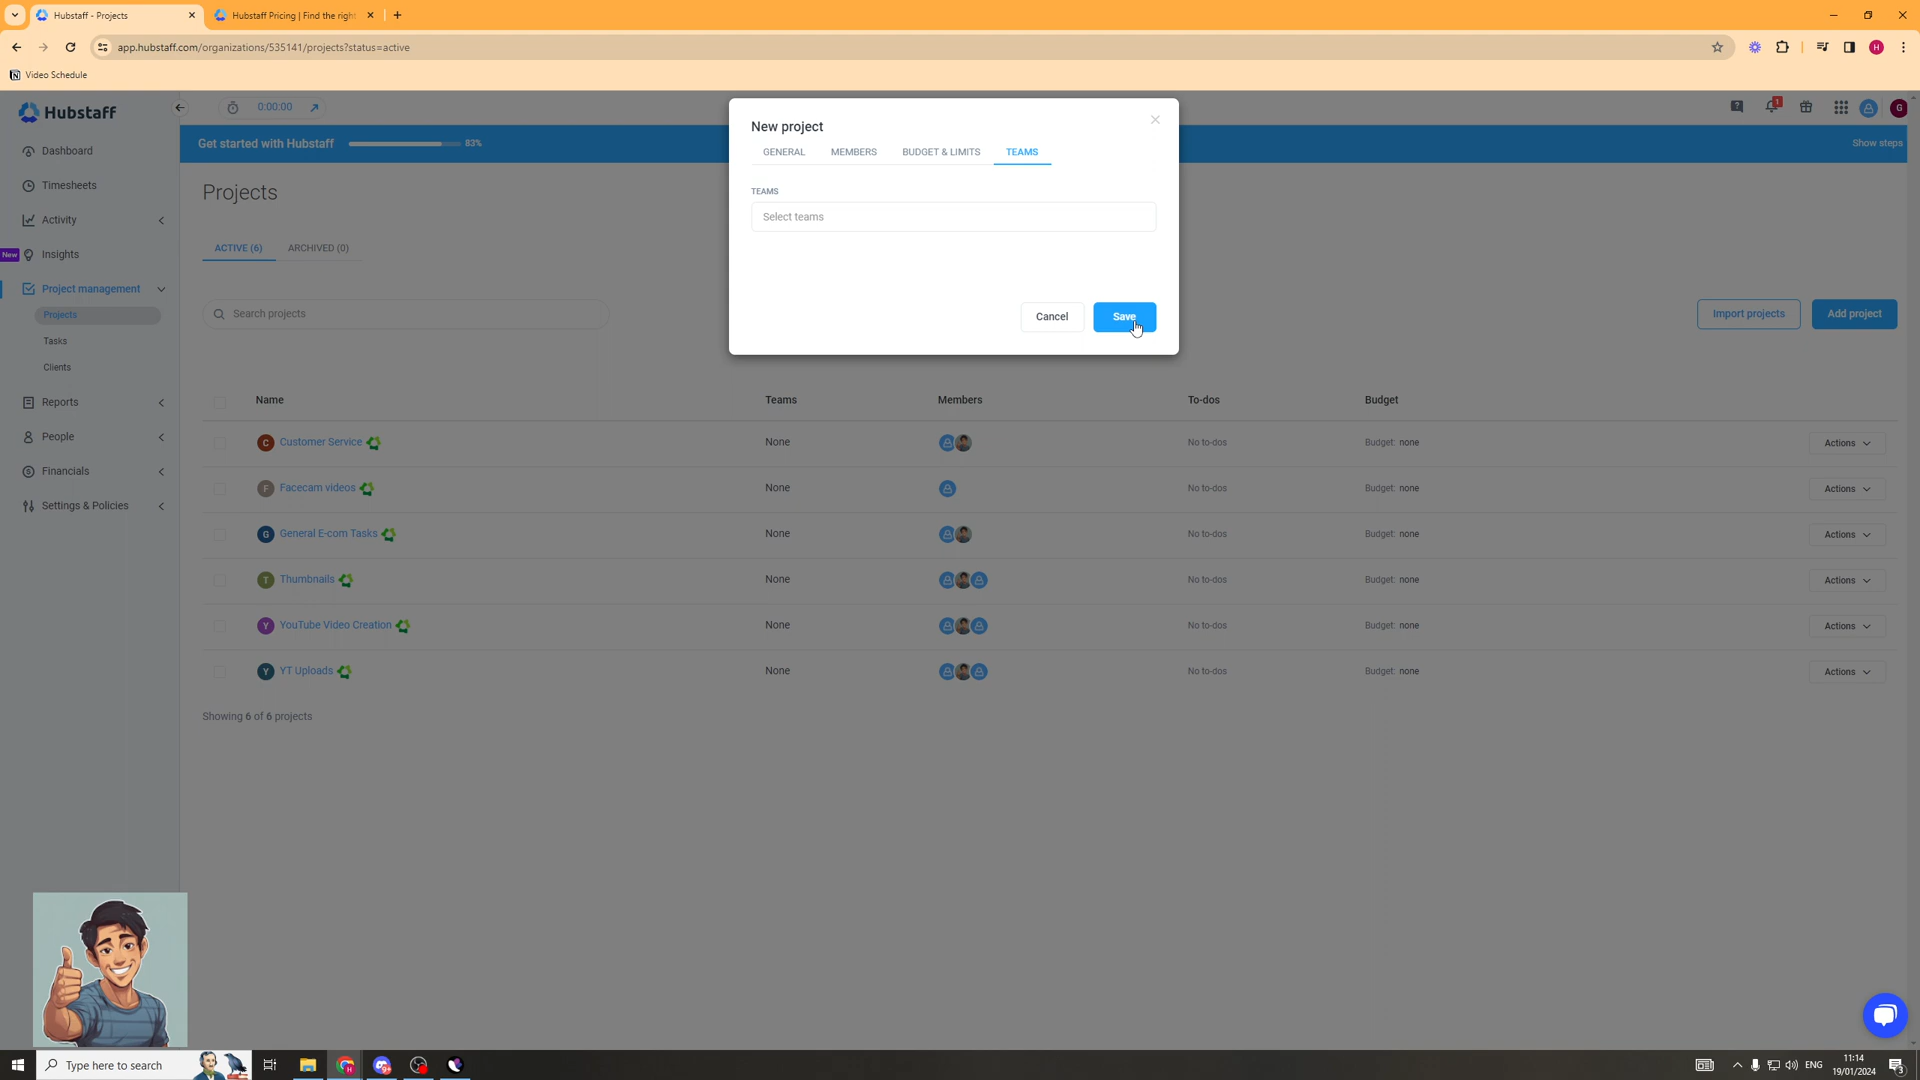 Hubstaff - Projects
Hubstaff Pricing | Find the righ
app.hubstaff.com/organizations/535141/projects?status=active
H
Video Schedule
Hubstaff
0:00:00
1
G
Get started with Hubstaff
83%
Show steps
Dashboard
Timesheets
Activity
New
Insights
Project management
Projects
Tasks
Clients
Reports
People
Financials
Settings & Policies
Projects
ACTIVE (6)
ARCHIVED (0)
Search projects
Import projects
Add project
New project
GENERAL
MEMBERS
BUDGET & LIMITS
TEAMS
TEAMS
Select teams
Cancel
Save
Name
Teams
Members
To-dos
Budget
C Customer Service None No to-dos Budget: none Actions
F Facecam videos None No to-dos Budget: none Actions
G General E-com Tasks None No to-dos Budget: none Actions
T Thumbnails None No to-dos Budget: none Actions
Y YouTube Video Creation None No to-dos Budget: none Actions
Y YT Uploads None No to-dos Budget: none Actions
Showing 6 of 6 projects
Type here to search
H
9+
ENG
11:14
19/01/2024
3